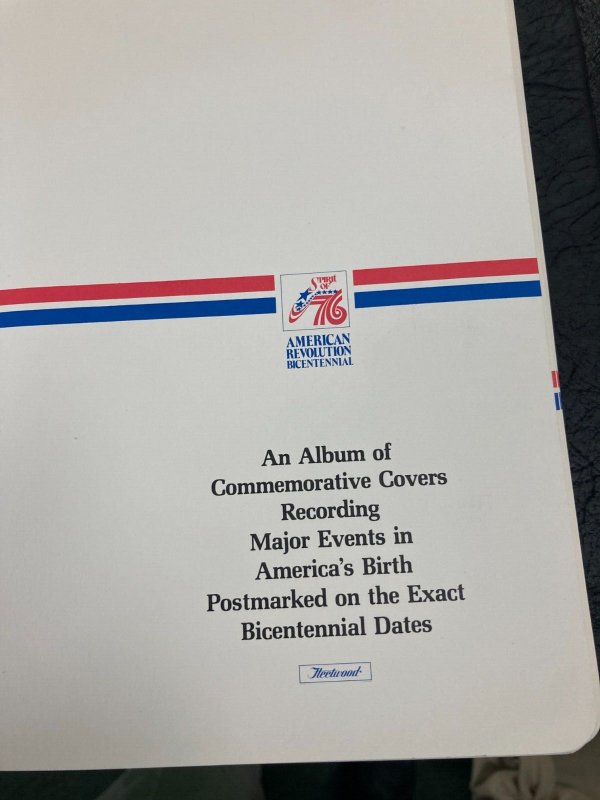 SPIRIT
OF
76
AMERICAN
REVOLUTION
BICENTENNIAL
An Album of
Commemorative Covers
Recording
Major Events in
America's Birth
Postmarked on the Exact
Bicentennial Dates
Fleetwood